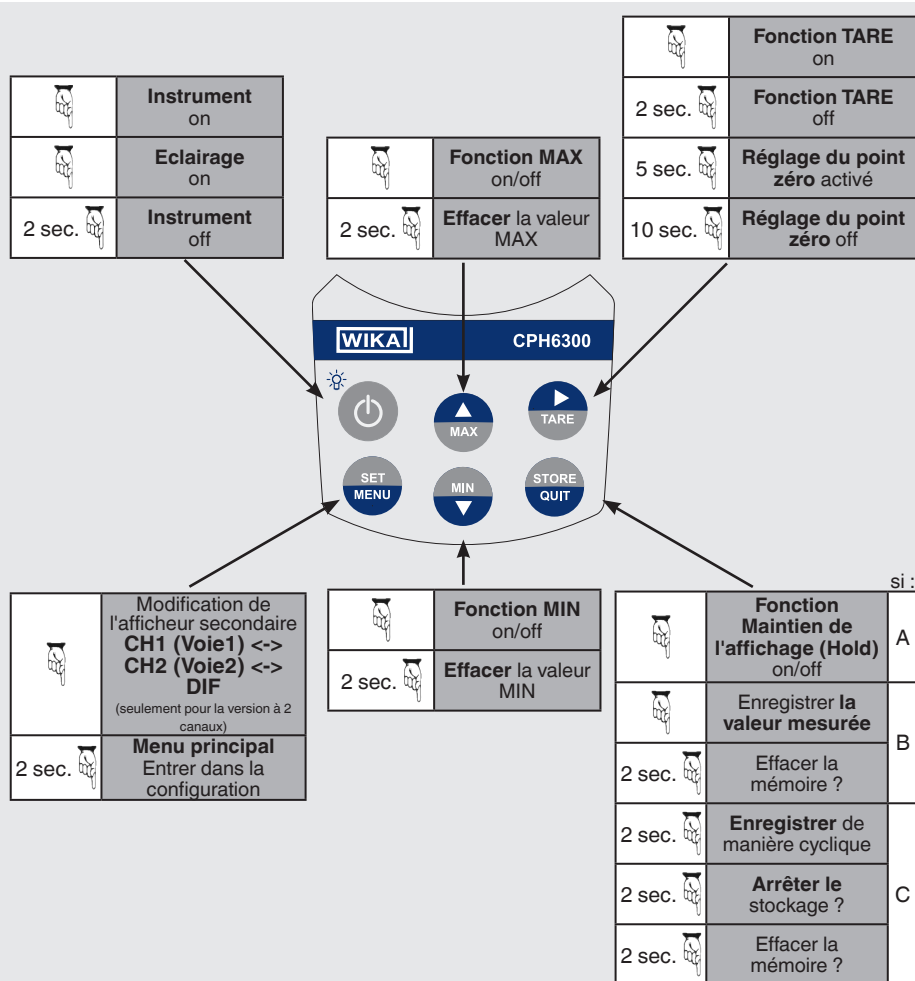 Instrument
on
Eclairage
on
2 sec.
Instrument
off
Fonction MAX
on/off
2 sec.
Effacer la valeur
MAX
Fonction TARE
on
2 sec.
Fonction TARE
off
5 sec.
Réglage du point
zéro activé
10 sec.
Réglage du point
zéro off
WIKA
CPH6300
MAX
TARE
SET
MENU
MIN
STORE
QUIT
Modification de
l'afficheur secondaire
CH1 (Voie1) <->
CH2 (Voie2) <->
DIF
(seulement pour la version à 2
canaux)
2 sec.
Menu principal
Entrer dans la
configuration
Fonction MIN
on/off
2 sec.
Effacer la valeur
MIN
si :
Fonction
Maintien de
l'affichage (Hold)
on/off
A
Enregistrer la
valeur mesurée
B
2 sec.
Effacer la
mémoire ?
2 sec.
Enregistrer de
manière cyclique
2 sec.
Arrêter le
stockage ?
C
2 sec.
Effacer la
mémoire ?